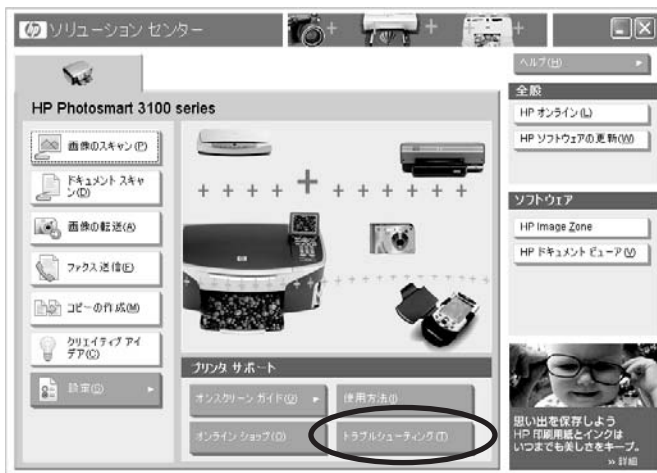 hp ソリューション センター
HP Photosmart 3100 series
画像のスキャン(P)
ドキュメント スキャ
ン(D)
画像の転送(A)
ファクス送信(E)
コピーの作成(M)
クリエイティブ アイ
デア(C)
設定(S)
プリンタ サポート
オンスクリーン ガイド(O)
使用方法(I)
オンライン ショップ(O)
トラブルシューティング(T)
ヘルプ(H)
全般
HP オンライン(L)
HP ソフトウェアの更新(W)
ソフトウェア
HP Image Zone
HP ドキュメント ビューア(V)
思い出を保存しよう
HP 印刷用紙とインクは
いつまでも美しさをキープ。
>> 詳細